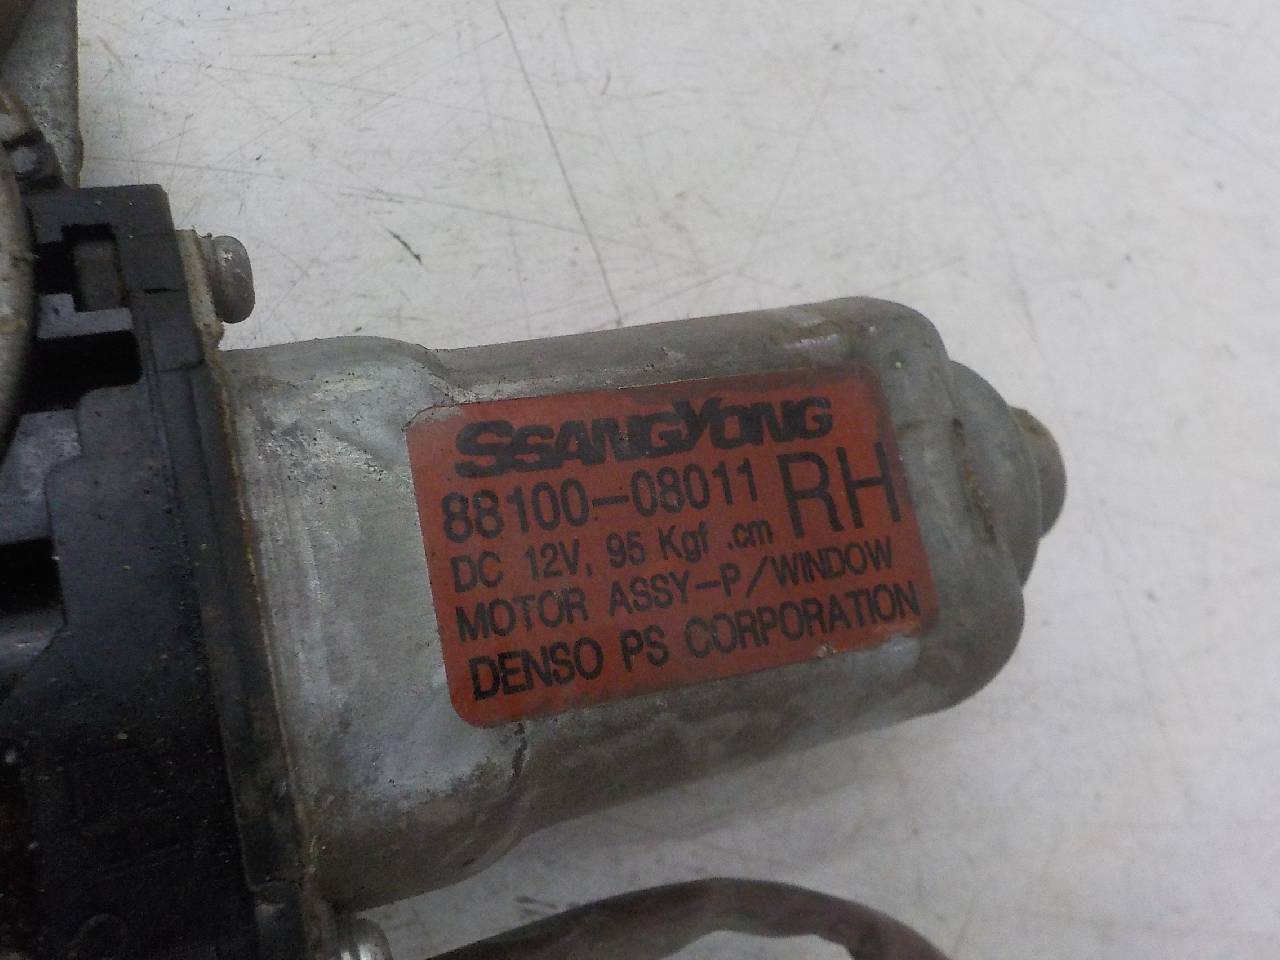 SSANGYONG
88100-08011 RH
DC 12V, 95 Kgf .cm
MOTOR ASSY-P/WINDOW
DENSO PS CORPORATION